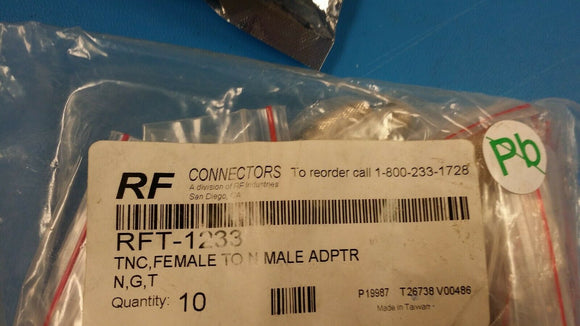 RF CONNECTORS To reorder call 1-800-233-1728
A division of RF Industries
San Diego, CA
RFT-1233
TNC,FEMALE TO N MALE ADPTR
N,G,T
Quantity: 10
P19987 T26738 V00486
Made in Taiwan
Pb